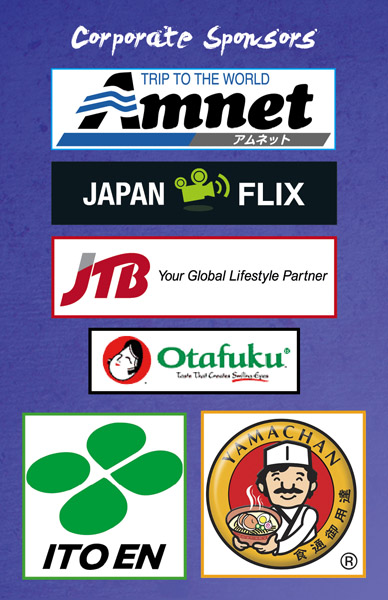 Corporate Sponsors
TRIP TO THE WORLD
Amnet
アムネット
JAPAN FLIX
JTB Your Global Lifestyle Partner
Otafuku®
Taste That Creates Smiling Eyes
ITO EN
YAMACHAN
食通御用達
®